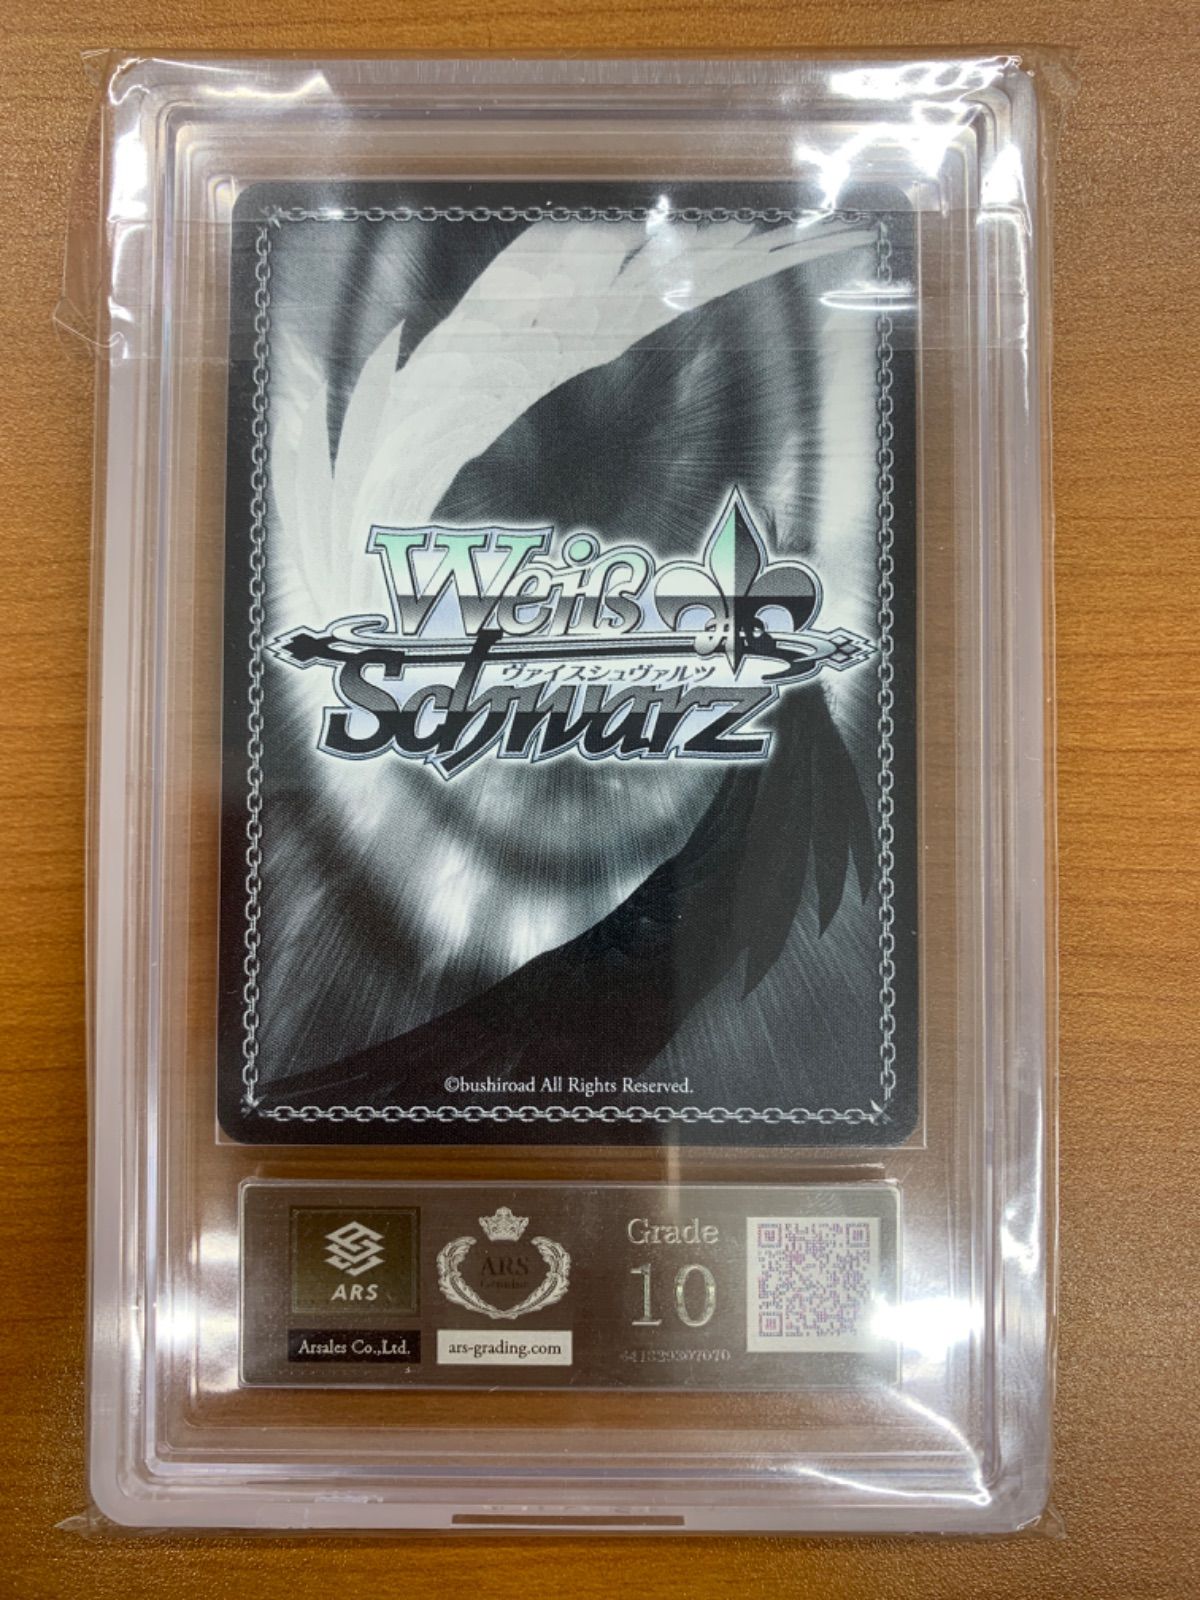 Weiß
ヴァイスシュヴァルツ
Schwarz
©bushiroad All Rights Reserved.
ARS
Arsales Co.,Ltd.
ARS
Genuine
ars-grading.com
Grade
10